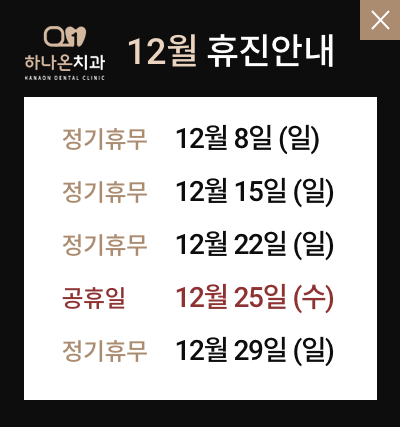 하나온치과
HANAON DENTAL CLINIC
12월 휴진안내
정기휴무 12월 8일 (일)
정기휴무 12월 15일 (일)
정기휴무 12월 22일 (일)
공휴일 12월 25일 (수)
정기휴무 12월 29일 (일)